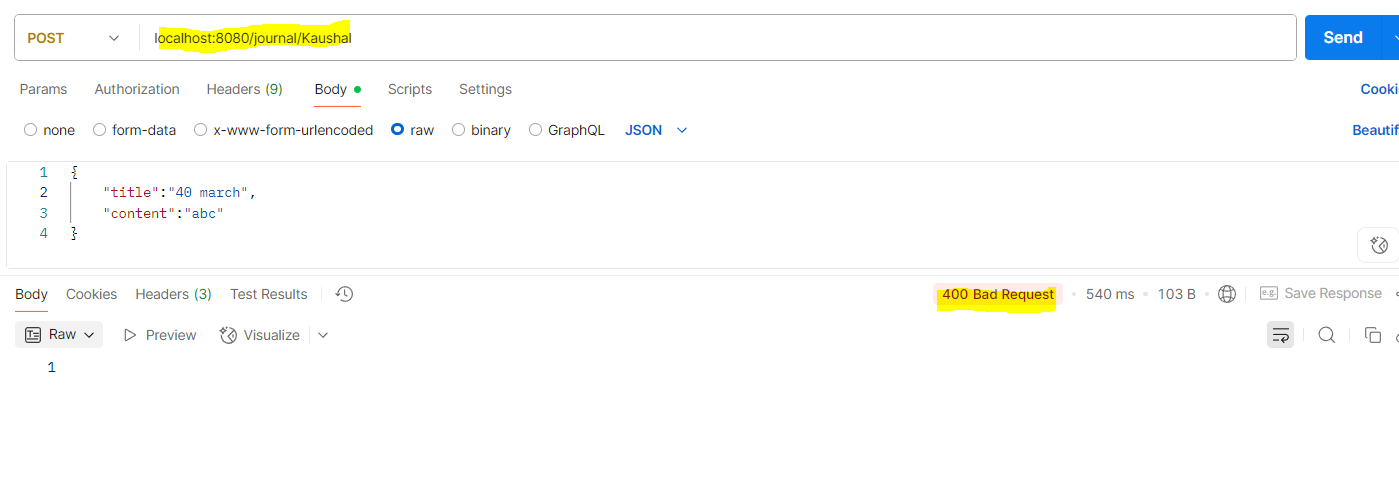 POST localhost:8080/journal/Kaushal Send
Params Authorization Headers (9) Body Scripts Settings Cooki
none form-data x-www-form-urlencoded raw binary GraphQL JSON Beautif
1 {
2 "title":"40 march",
3 "content":"abc"
4 }
Body Cookies Headers (3) Test Results 400 Bad Request • 540 ms • 103 B • e.g. Save Response
Raw Preview Visualize
1